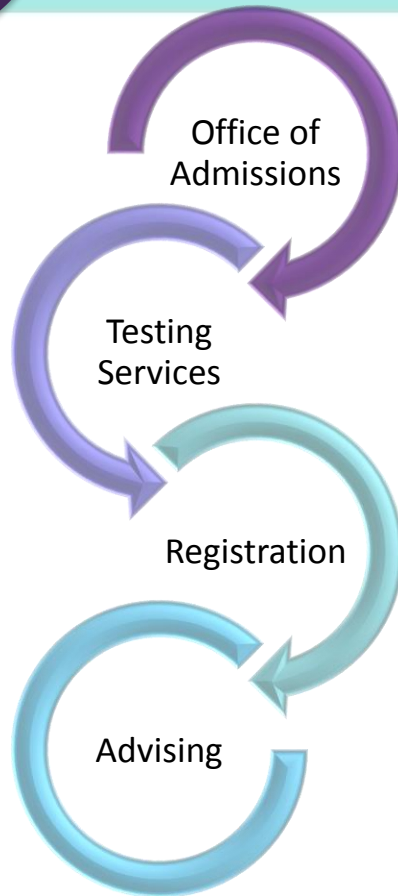 Office of
Admissions
Testing
Services
Registration
Advising